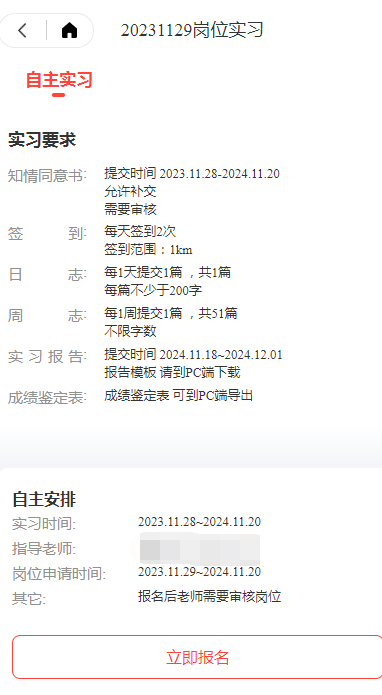 20231129岗位实习
自主实习
实习要求
知情同意书: 提交时间 2023.11.28-2024.11.20
允许补交
需要审核
签到: 每天签到2次
签到范围：1km
日志: 每1天提交1篇 ，共1篇
每篇不少于200字
周志: 每1周提交1篇 ，共51篇
不限字数
实习报告: 提交时间 2024.11.18~2024.12.01
报告模板 请到PC端下载
成绩鉴定表: 成绩鉴定表 可到PC端导出
自主安排
实习时间: 2023.11.28~2024.11.20
指导老师:
岗位申请时间: 2023.11.29~2024.11.20
其它: 报名后老师需要审核岗位
立即报名